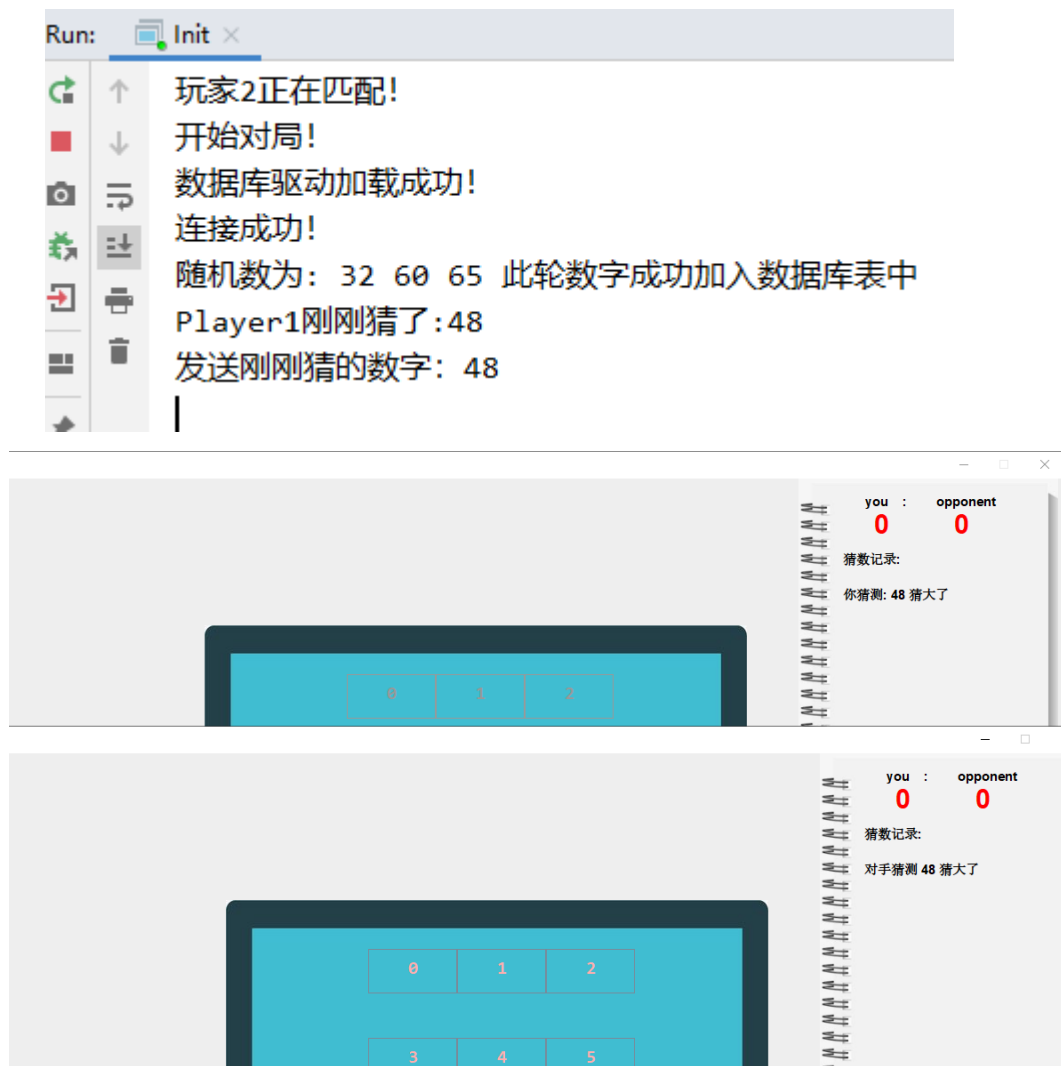 Run: Init
玩家2正在匹配!
开始对局!
数据库驱动加载成功!
连接成功!
随机数为: 32 60 65 此轮数字成功加入数据库表中
Player1刚刚猜了:48
发送刚刚猜的数字: 48
you : opponent
0 0
猜数记录:
你猜测: 48 猜大了
0 1 2
you : opponent
0 0
猜数记录:
对手猜测 48 猜大了
0 1 2
3 4 5